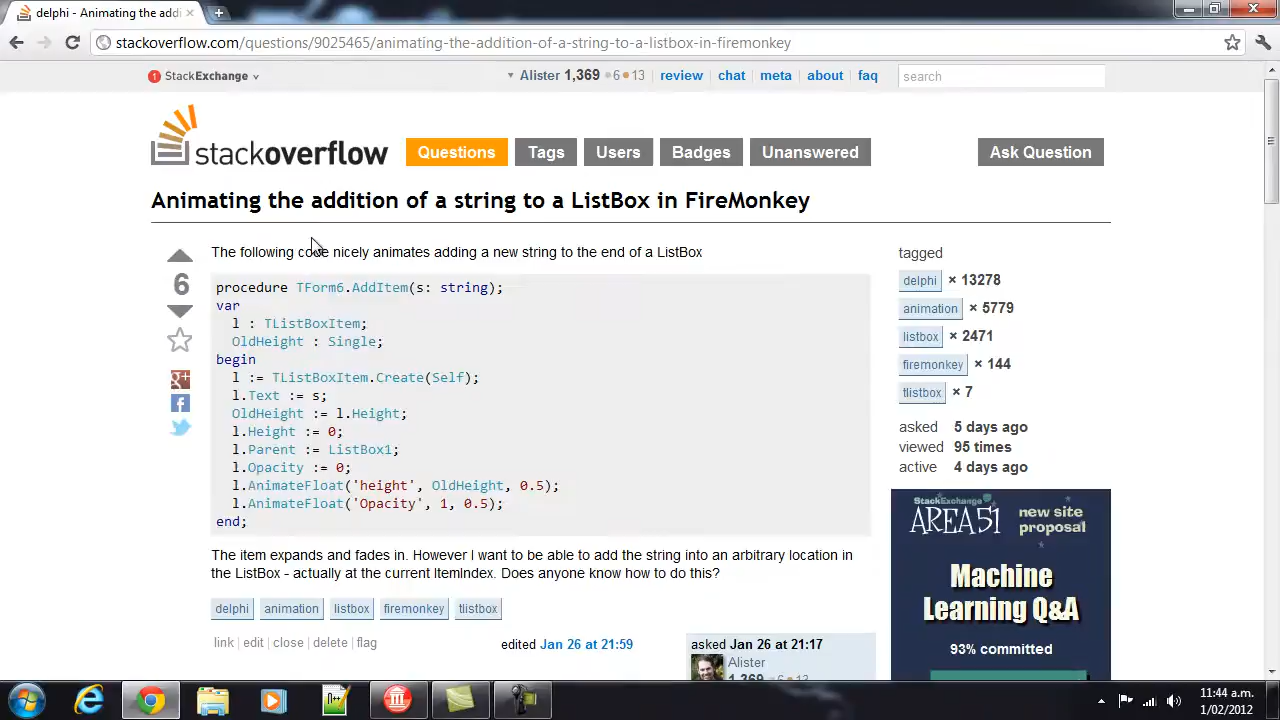 delphi - Animating the addi
stackoverflow.com/questions/9025465/animating-the-addition-of-a-string-to-a-listbox-in-firemonkey
1 StackExchange
Alister 1,369 6 13 review chat meta about faq search
stackoverflow
Questions Tags Users Badges Unanswered Ask Question
Animating the addition of a string to a ListBox in FireMonkey
The following code nicely animates adding a new string to the end of a ListBox
6
procedure TForm6.AddItem(s: string);
var
l : TListBoxItem;
OldHeight : Single;
begin
l := TListBoxItem.Create(Self);
l.Text := s;
OldHeight := l.Height;
l.Height := 0;
l.Parent := ListBox1;
l.Opacity := 0;
l.AnimateFloat('height', OldHeight, 0.5);
l.AnimateFloat('Opacity', 1, 0.5);
end;
The item expands and fades in. However I want to be able to add the string into an arbitrary location in
the ListBox - actually at the current ItemIndex. Does anyone know how to do this?
delphi animation listbox firemonkey tlistbox
link | edit | close | delete | flag
edited Jan 26 at 21:59
asked Jan 26 at 21:17
Alister
1,369 6 13
tagged
delphi × 13278
animation × 5779
listbox × 2471
firemonkey × 144
tlistbox × 7
asked 5 days ago
viewed 95 times
active 4 days ago
StackExchange
AREA51
new site
proposal
Machine
Learning Q&A
93% committed
11:44 a.m.
1/02/2012